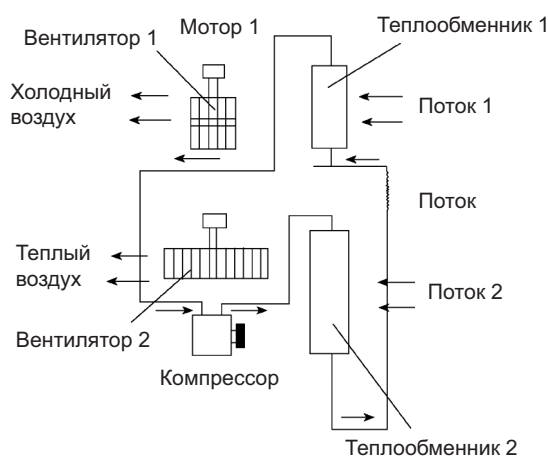 Мотор 1
Вентилятор 1
Теплообменник 1
Холодный
воздух
Поток 1
Поток
Теплый
воздух
Поток 2
Вентилятор 2
Компрессор
Теплообменник 2